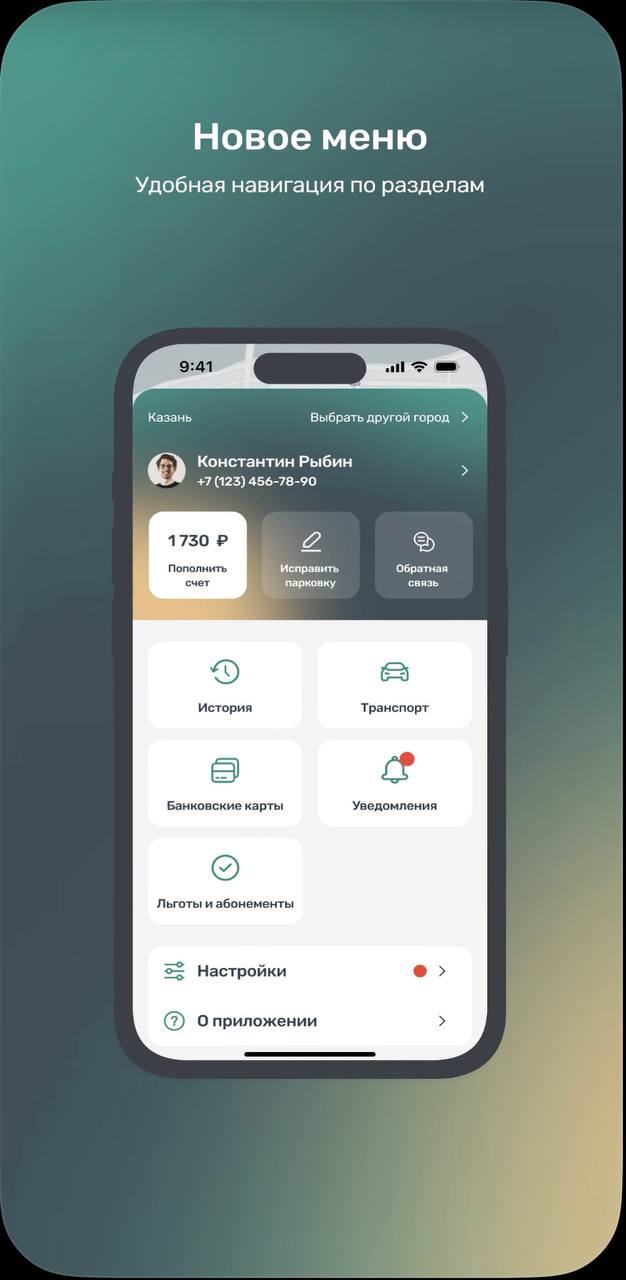 Новое меню
Удобная навигация по разделам
9:41
Казань
Выбрать другой город
Константин Рыбин
+7 (123) 456-78-90
1 730 ₽
Пополнить
счет
Исправить
парковку
Обратная
связь
История
Транспорт
Банковские карты
Уведомления
Льготы и абонементы
Настройки
О приложении